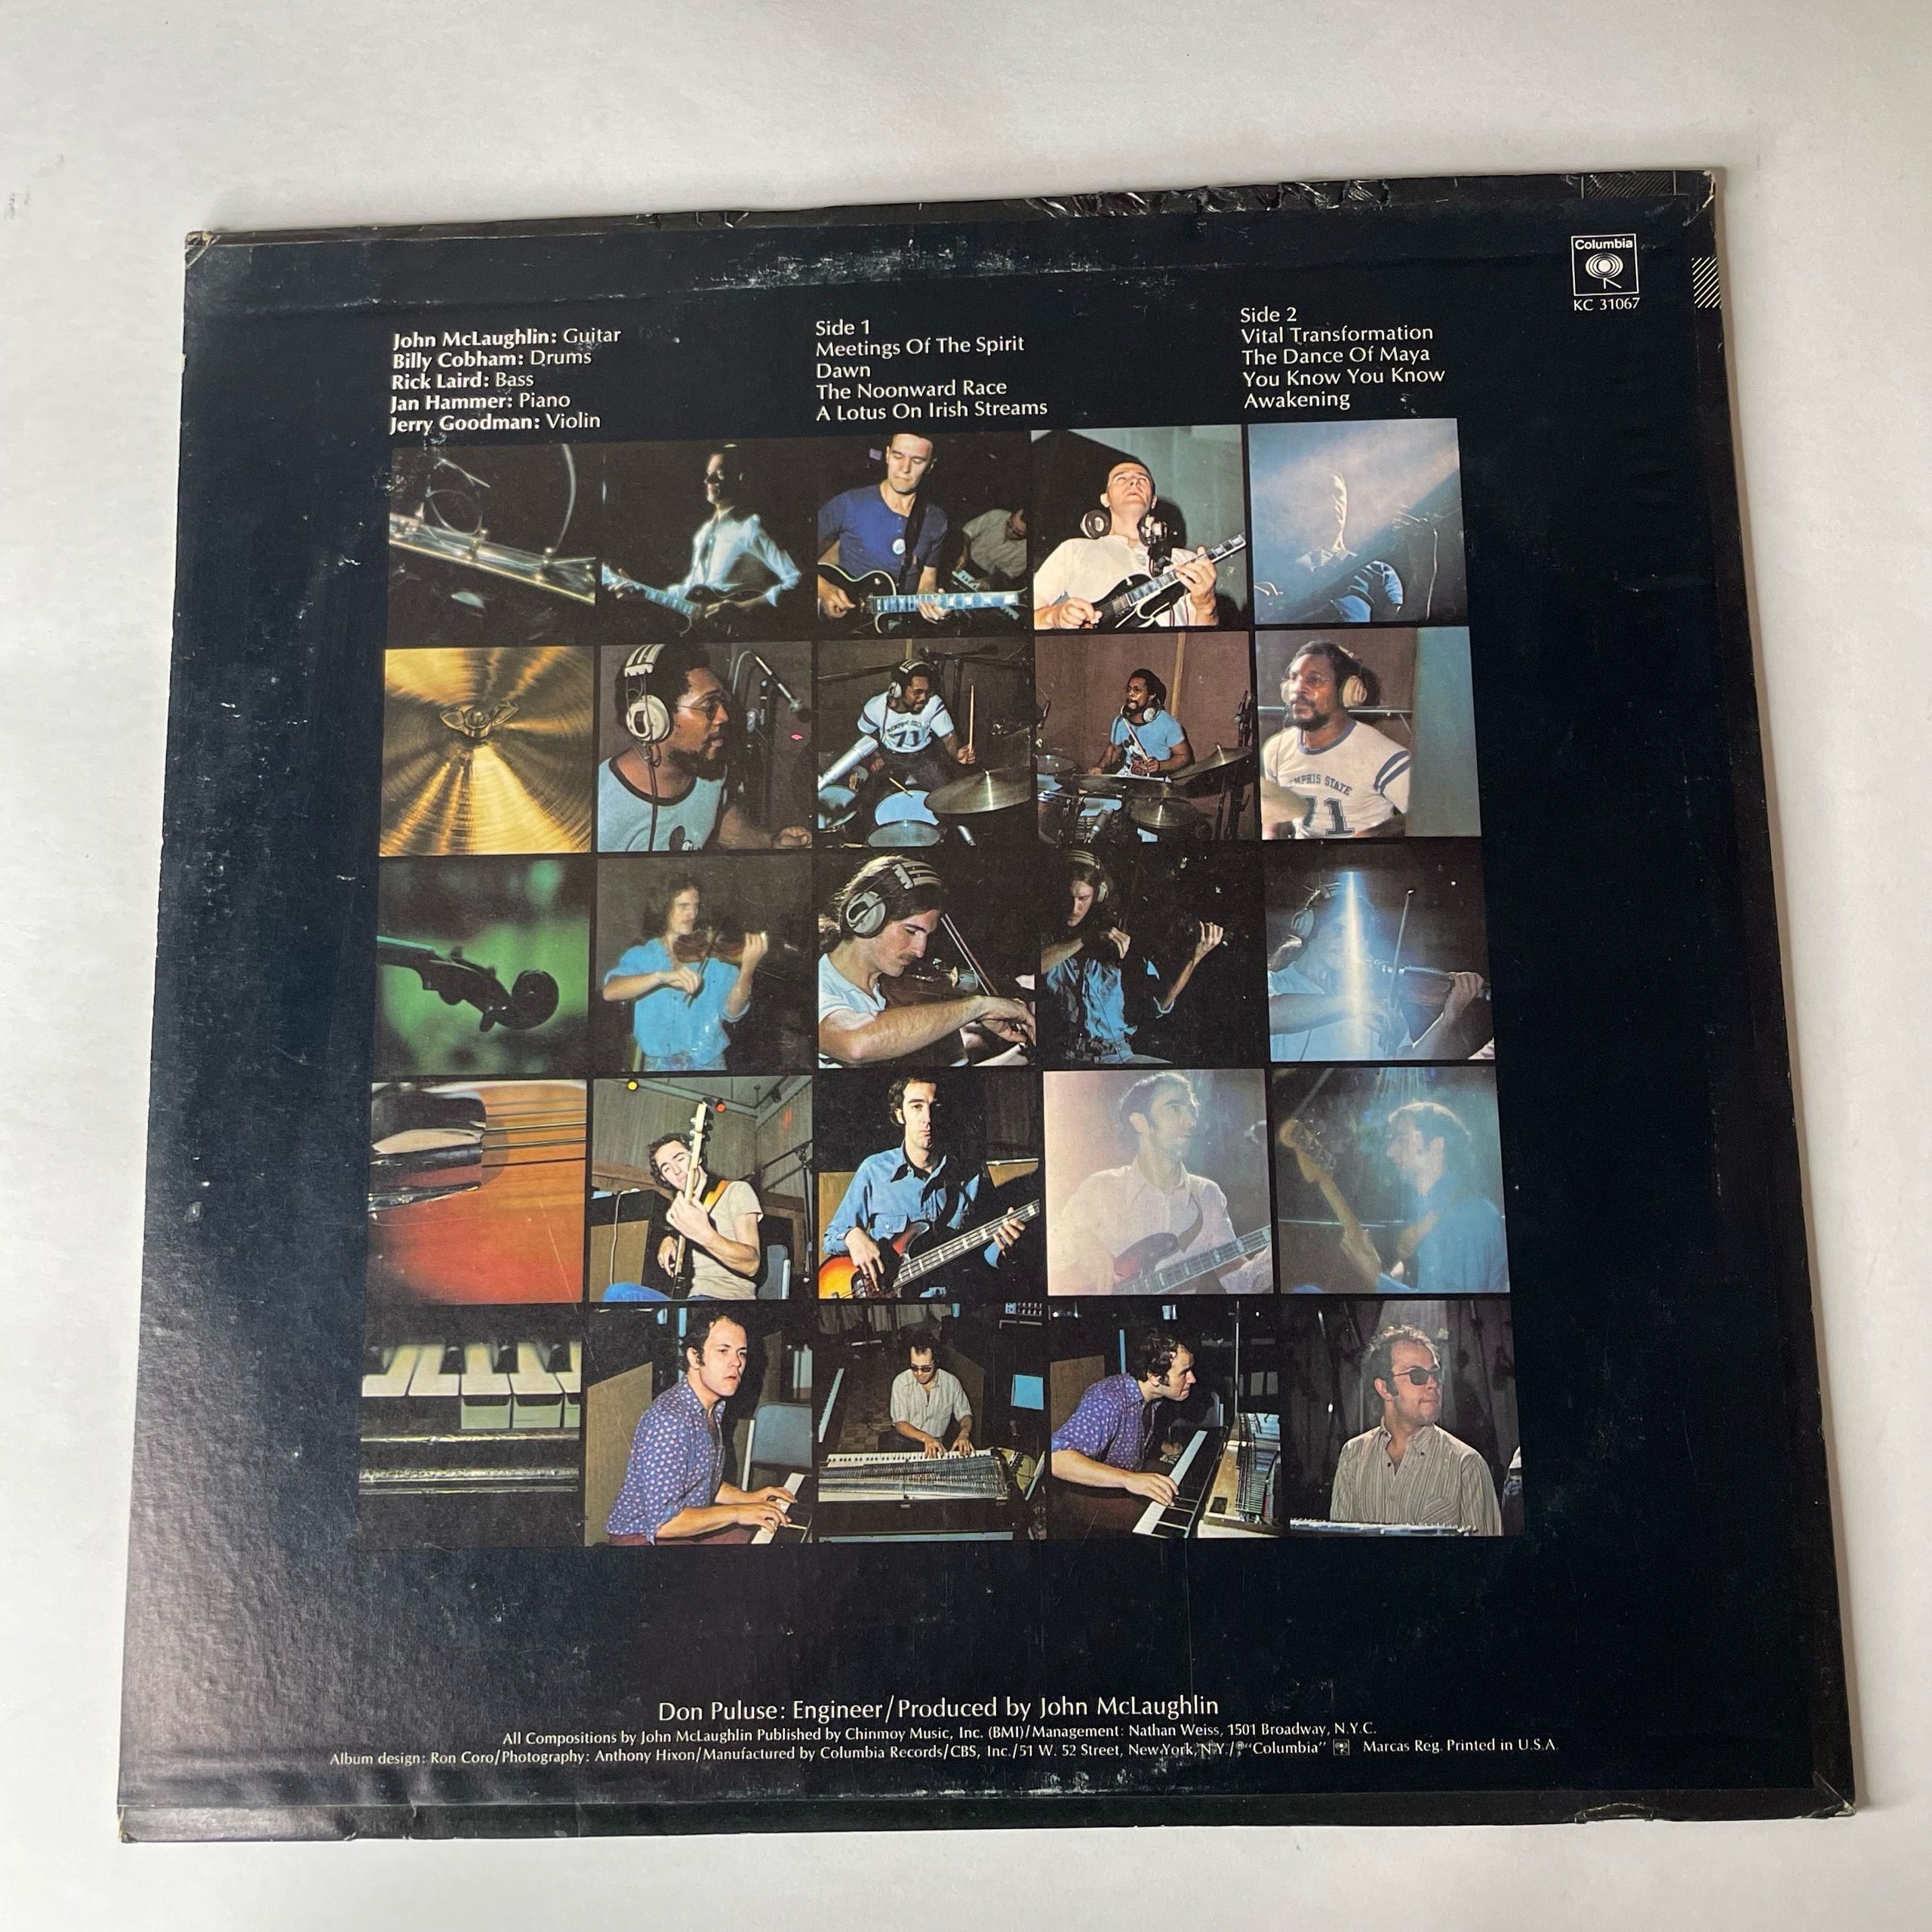 Columbia
KC 31067
John McLaughlin: Guitar
Billy Cobham: Drums
Rick Laird: Bass
Jan Hammer: Piano
Jerry Goodman: Violin
Side 1
Meetings Of The Spirit
Dawn
The Noonward Race
A Lotus On Irish Streams
Side 2
Vital Transformation
The Dance Of Maya
You Know You Know
Awakening
71
MPHIS STATE
71
Don Puluse: Engineer/Produced by John McLaughlin
All Compositions by John McLaughlin Published by Chinmoy Music, Inc. (BMI)/Management: Nathan Weiss, 1501 Broadway, N.Y.C.
Album design: Ron Coro/Photography: Anthony Hixon/Manufactured by Columbia Records/CBS, Inc./51 W. 52 Street, New York, N.Y./® "Columbia" Marcas Reg. Printed in U.S.A.